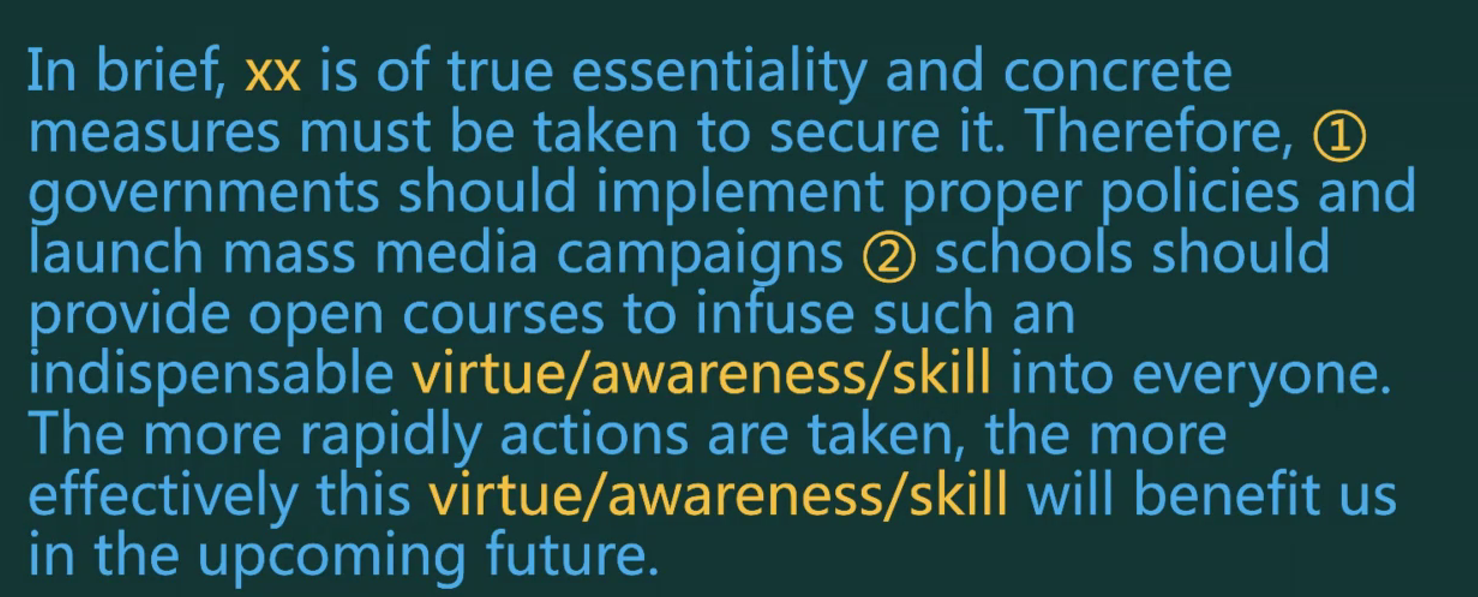 In brief, xx is of true essentiality and concrete
measures must be taken to secure it. Therefore, ①
governments should implement proper policies and
launch mass media campaigns ② schools should
provide open courses to infuse such an
indispensable virtue/awareness/skill into everyone.
The more rapidly actions are taken, the more
effectively this virtue/awareness/skill will benefit us
in the upcoming future.